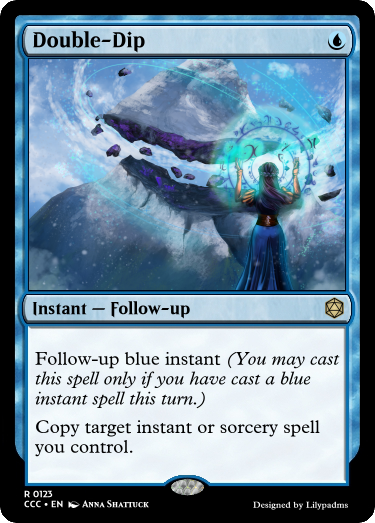 Double-Dip
Instant — Follow-up
Follow-up blue instant (You may cast
this spell only if you have cast a blue
instant spell this turn.)
Copy target instant or sorcery spell
you control.
R 0123
CCC • EN Anna Shattuck
Designed by Lilypadms